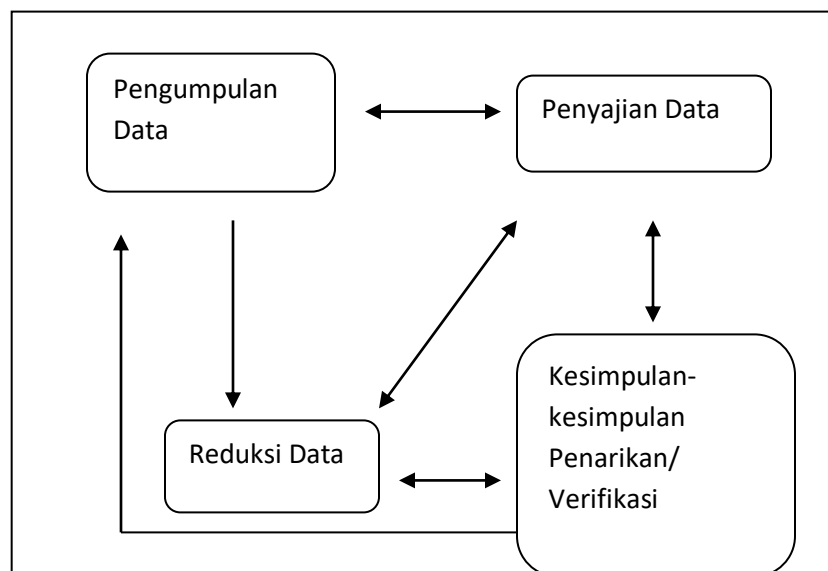 Pengumpulan
Data
Penyajian Data
Reduksi Data
Kesimpulan-
kesimpulan
Penarikan/
Verifikasi